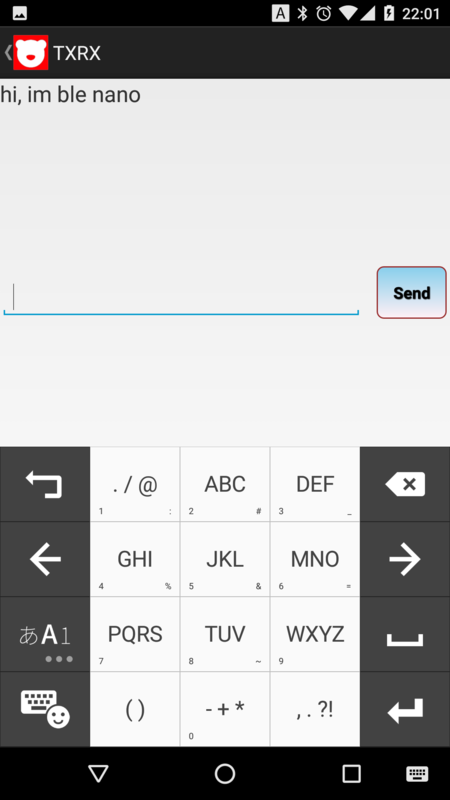 A 22:01
TXRX
hi, im ble nano
Send
. / @ ABC DEF
1 : 2 # 3 _
GHI JKL MNO
4 % 5 & 6 =
あA1 PQRS TUV WXYZ
7 8 ~ 9
( ) - + * , . ?!
0